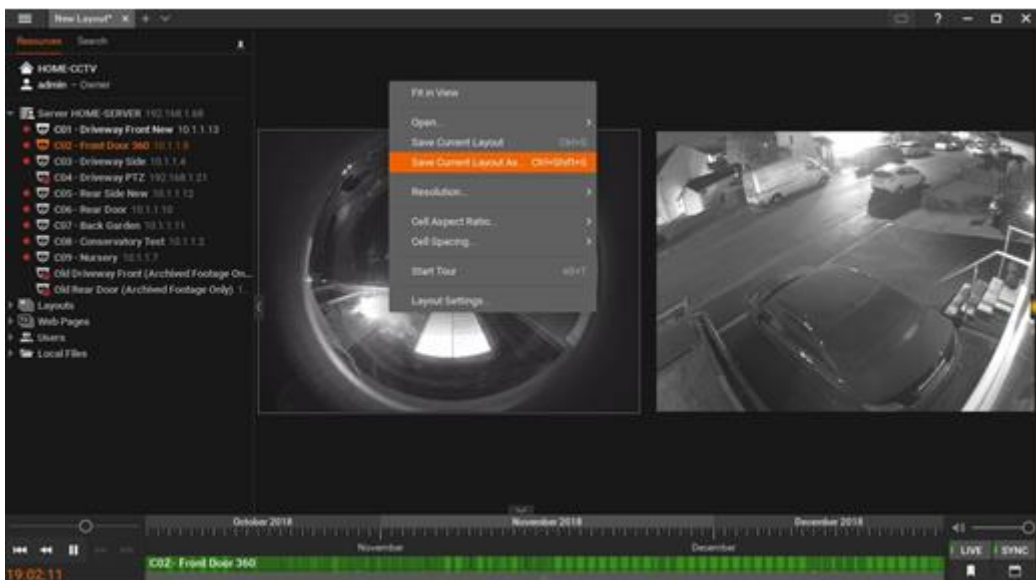 New Layout*
?
Resources Search
HOME-CCTV
admin – Owner
Server HOME-SERVER 192.168.1.68
C01 - Driveway Front New 10.1.1.13
C02 - Front Door 360 10.1.1.8
C03 - Driveway Side 10.1.1.4
C04 - Driveway PTZ 192.168.1.21
C05 - Rear Side New 10.1.1.12
C06 - Rear Door 10.1.1.10
C07 - Back Garden 10.1.1.11
C08 - Conservatory Test 10.1.1.2
C09 - Nursery 10.1.1.7
Old Driveway Front (Archived Footage On...
Old Rear Door (Archived Footage Only) 1...
Layouts
Web Pages
Users
Local Files
Fit in View
Open...
Save Current Layout Ctrl+S
Save Current Layout As... Ctrl+Shift+S
Resolution...
Cell Aspect Ratio...
Cell Spacing...
Start Tour Alt+T
Layout Settings...
October 2018 November 2018 December 2018
November December
LIVE SYNC
C02 - Front Door 360
19:02:11